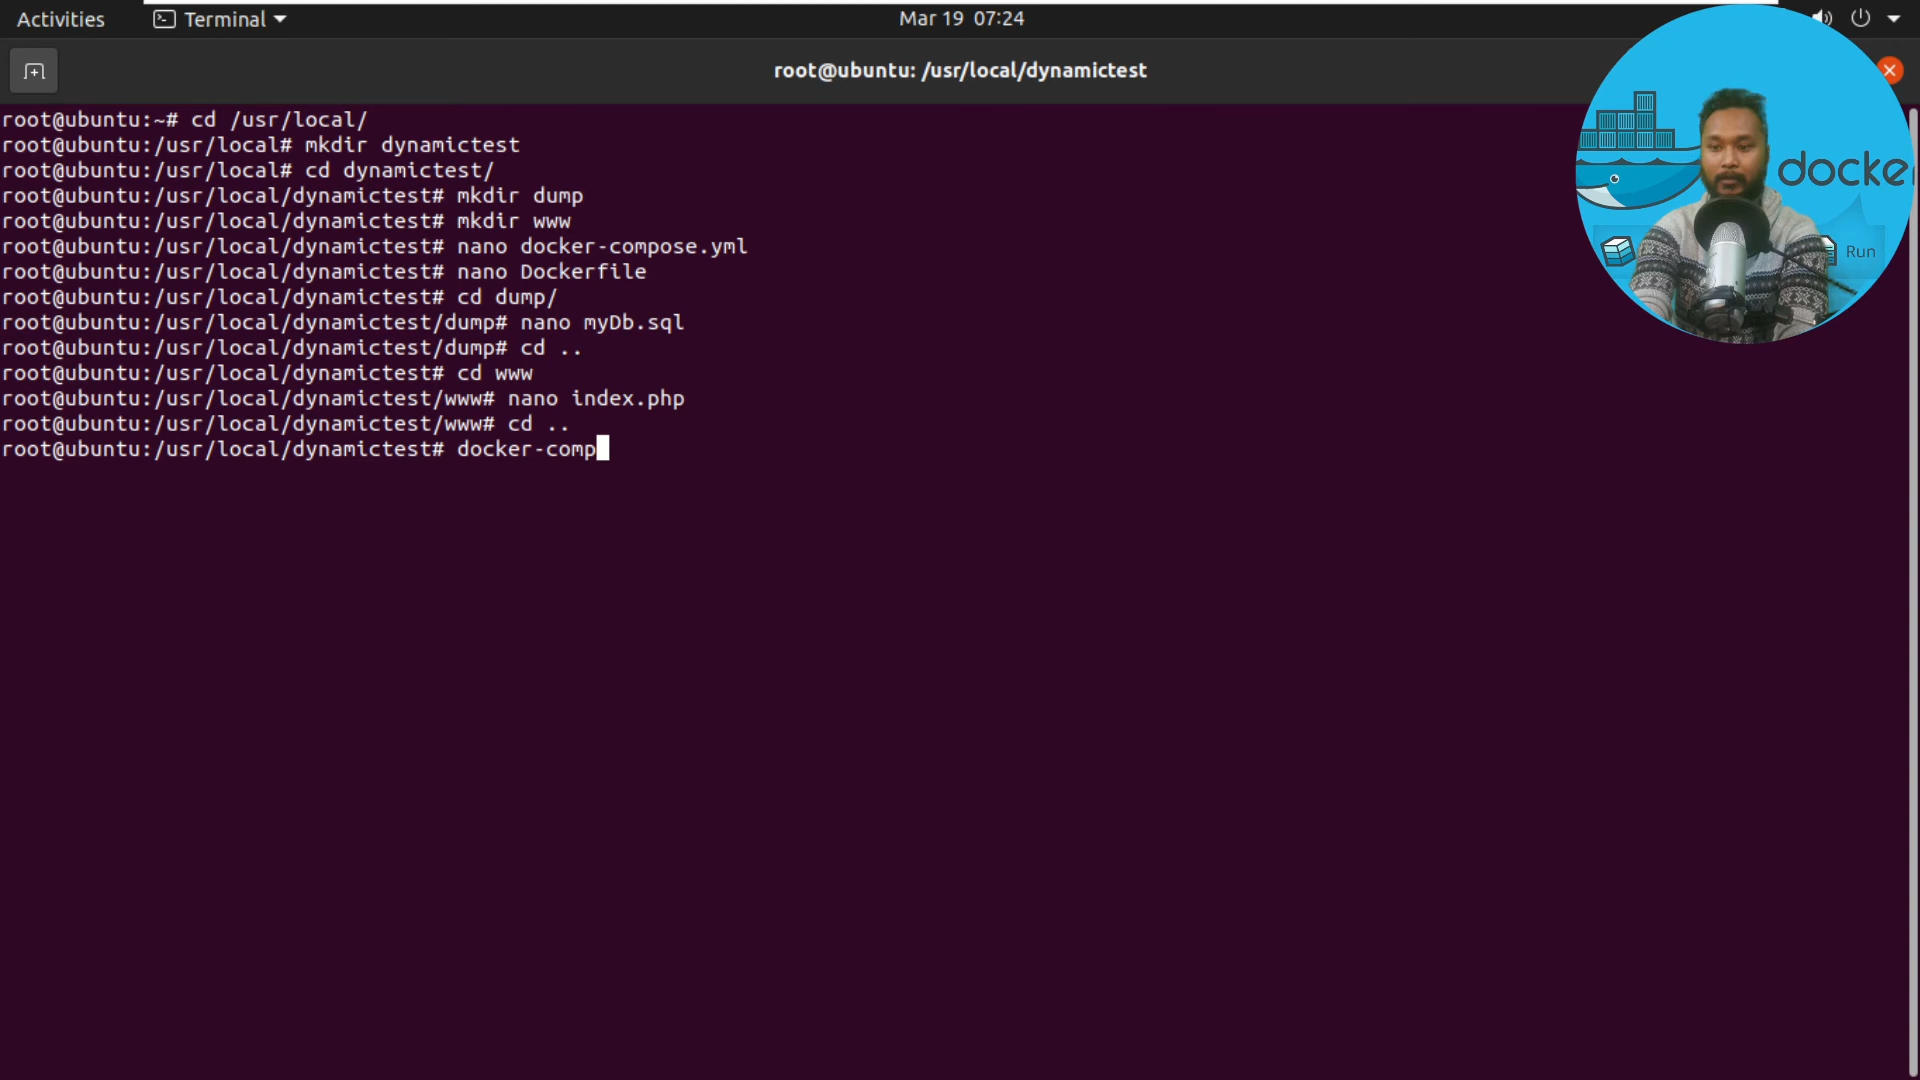 Activities Terminal Mar 19 07:24
root@ubuntu: /usr/local/dynamictest
root@ubuntu:~# cd /usr/local/
root@ubuntu:/usr/local# mkdir dynamictest
root@ubuntu:/usr/local# cd dynamictest/
root@ubuntu:/usr/local/dynamictest# mkdir dump
root@ubuntu:/usr/local/dynamictest# mkdir www
root@ubuntu:/usr/local/dynamictest# nano docker-compose.yml
root@ubuntu:/usr/local/dynamictest# nano Dockerfile
root@ubuntu:/usr/local/dynamictest# cd dump/
root@ubuntu:/usr/local/dynamictest/dump# nano myDb.sql
root@ubuntu:/usr/local/dynamictest/dump# cd ..
root@ubuntu:/usr/local/dynamictest# cd www
root@ubuntu:/usr/local/dynamictest/www# nano index.php
root@ubuntu:/usr/local/dynamictest/www# cd ..
root@ubuntu:/usr/local/dynamictest# docker-comp
docke
Run